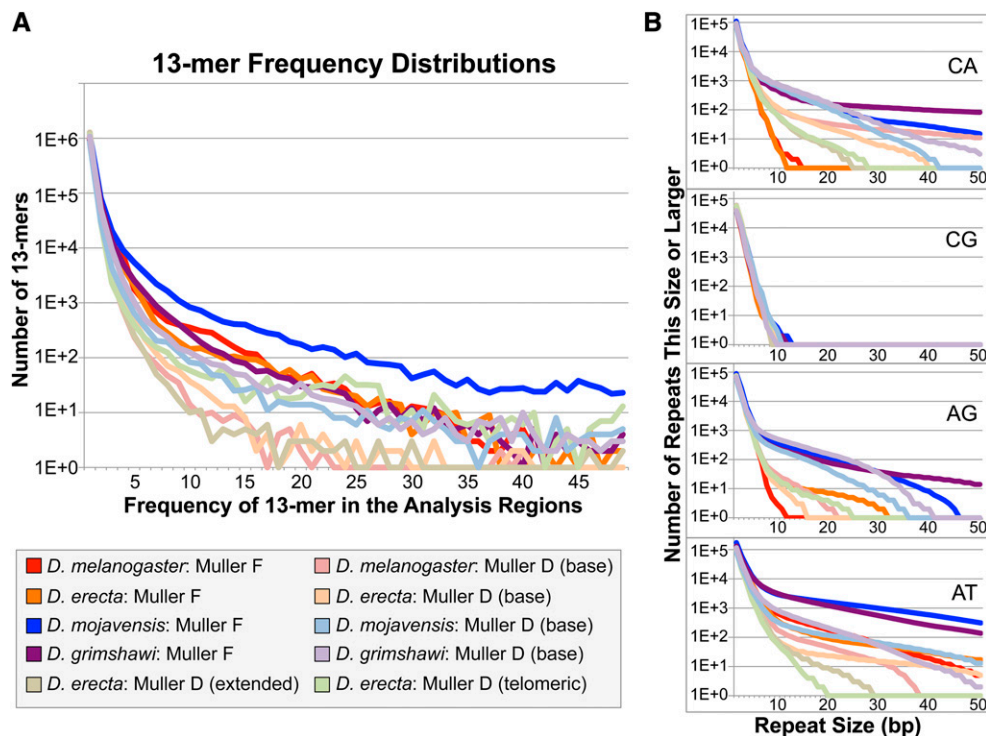 A
13-mer Frequency Distributions
Number of 13-mers
1E+6
1E+5
1E+4
1E+3
1E+2
1E+1
1E+0
5
10
15
20
25
30
35
40
45
Frequency of 13-mer in the Analysis Regions
D. melanogaster: Muller F
D. melanogaster: Muller D (base)
D. erecta: Muller F
D. erecta: Muller D (base)
D. mojavensis: Muller F
D. mojavensis: Muller D (base)
D. grimshawi: Muller F
D. grimshawi: Muller D (base)
D. erecta: Muller D (extended)
D. erecta: Muller D (telomeric)
B
Number of Repeats This Size or Larger
1E+5
1E+4
1E+3
1E+2
1E+1
1E+0
CA
10
20
30
40
50
1E+5
1E+4
1E+3
1E+2
1E+1
1E+0
CG
10
20
30
40
50
1E+5
1E+4
1E+3
1E+2
1E+1
1E+0
AG
10
20
30
40
50
1E+5
1E+4
1E+3
1E+2
1E+1
1E+0
AT
10
20
30
40
50
Repeat Size (bp)